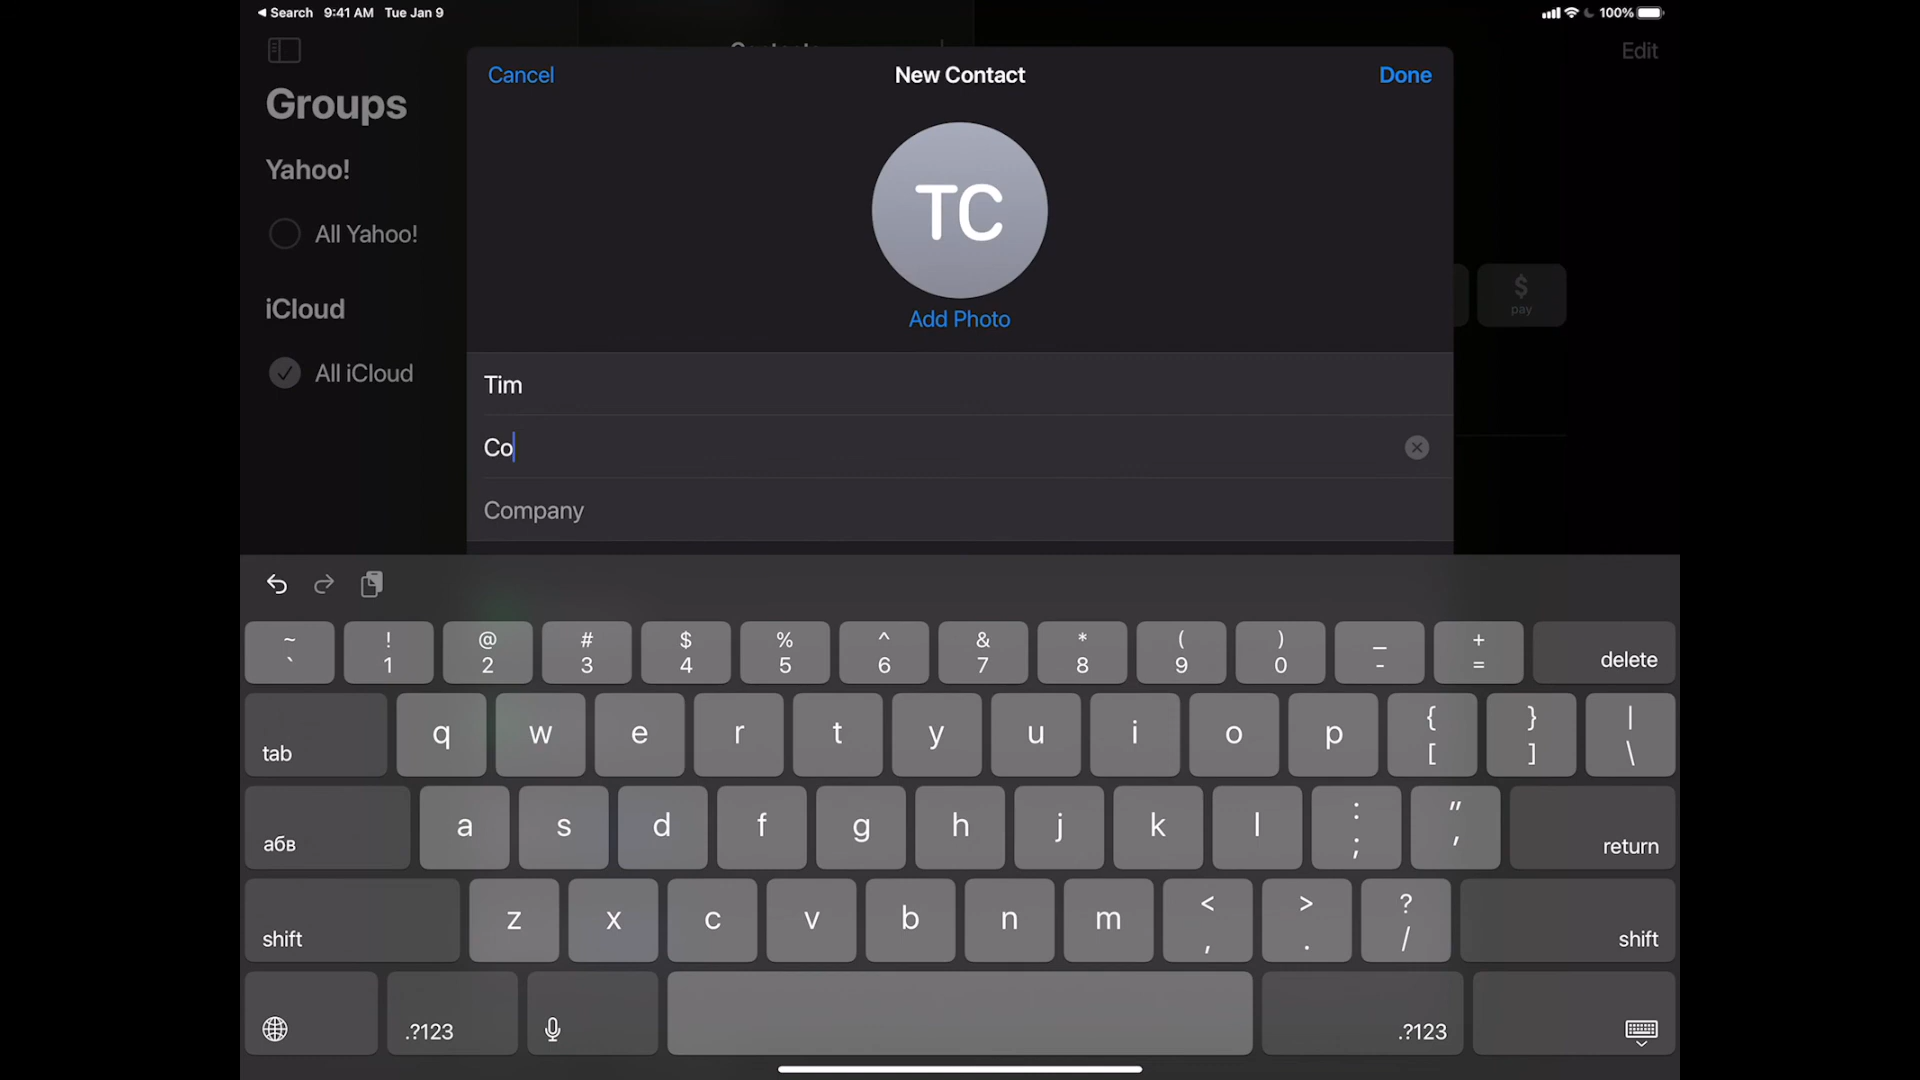 Search 9:41 AM Tue Jan 9
100%
Edit
Groups
Yahoo!
All Yahoo!
iCloud
All iCloud
Cancel New Contact Done
TC
Add Photo
Tim
Co
Company
$
pay
~ ! @ # $ % ^ & * ( ) _ +
` 1 2 3 4 5 6 7 8 9 0 - = delete
tab q w e r t y u i o p { [ } ] | \
абв a s d f g h j k l : ; " ' return
shift z x c v b n m < , > . ? / shift
.?123 .?123